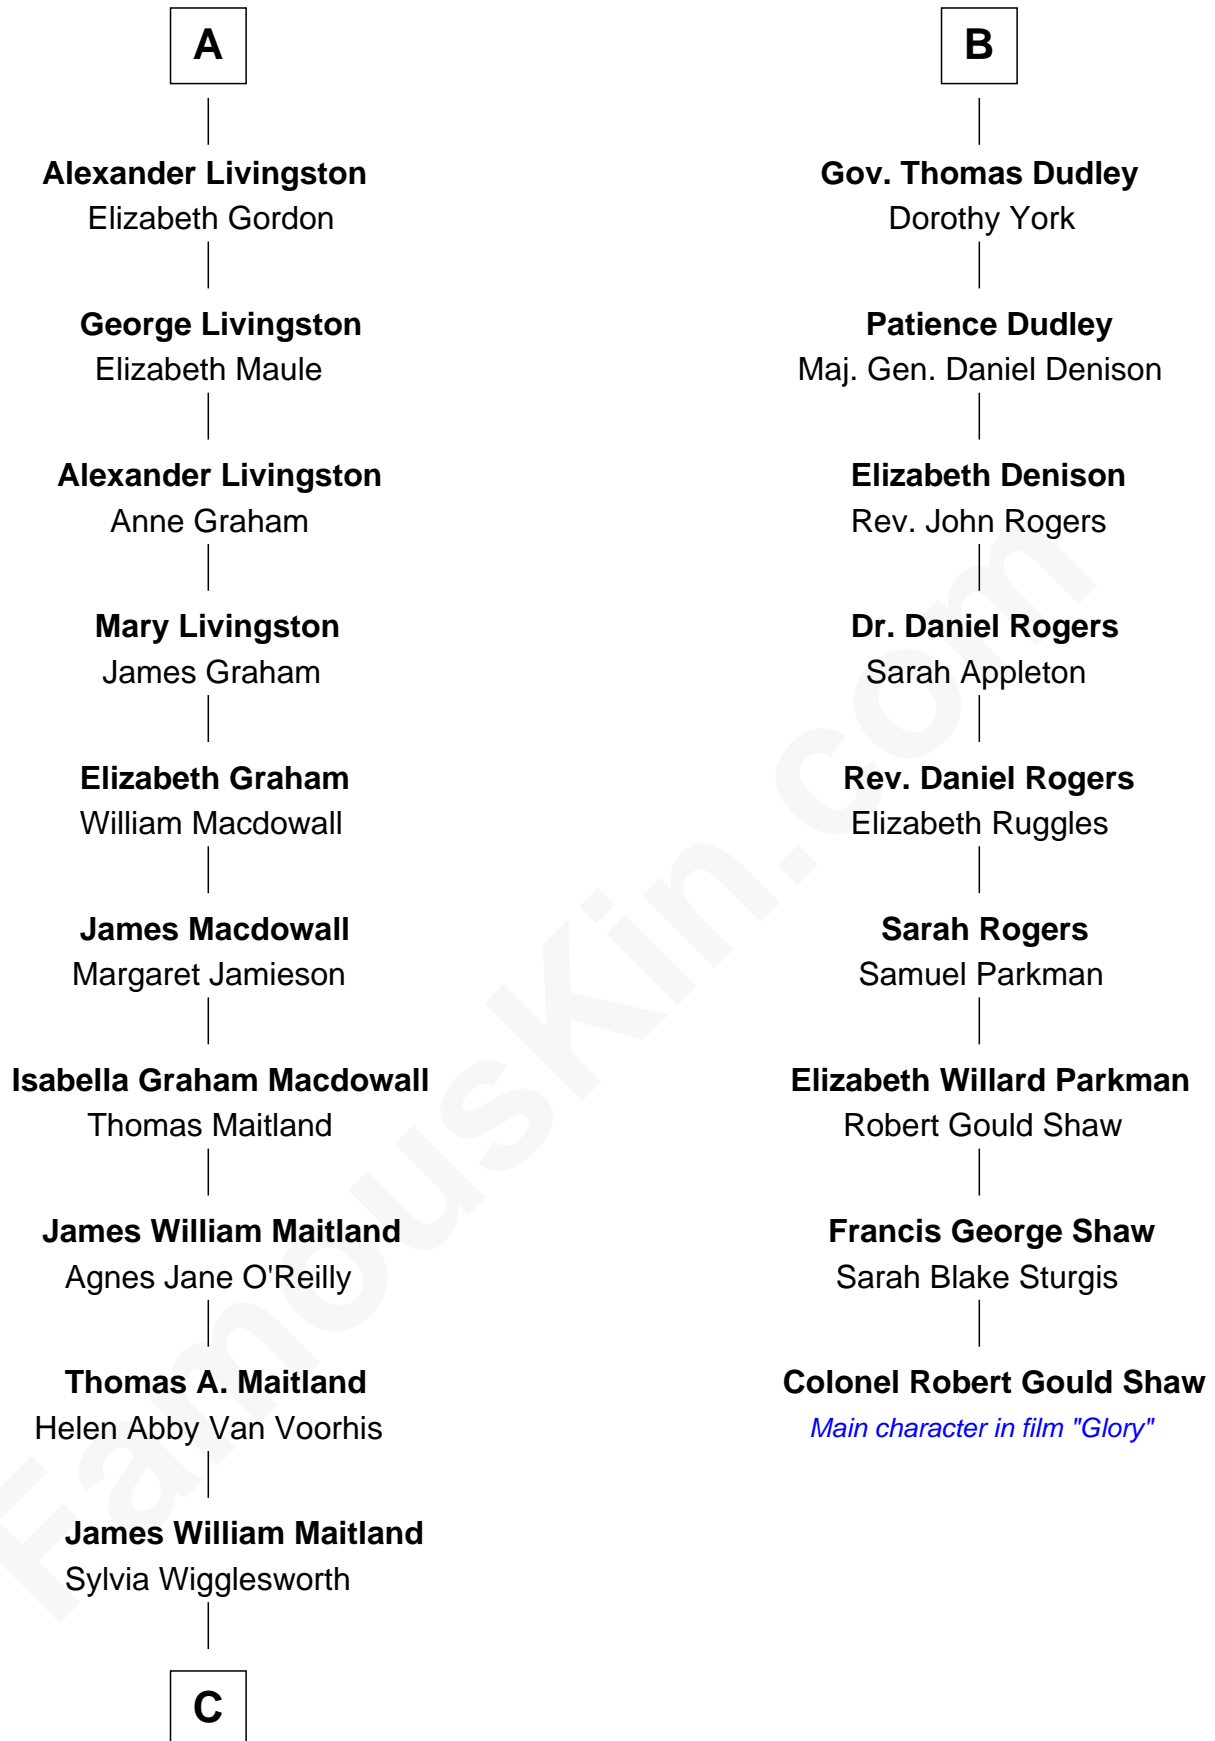 A
Alexander Livingston
Elizabeth Gordon
George Livingston
Elizabeth Maule
Alexander Livingston
Anne Graham
Mary Livingston
James Graham
Elizabeth Graham
William Macdowall
James Macdowall
Margaret Jamieson
Isabella Graham Macdowall
Thomas Maitland
James William Maitland
Agnes Jane O'Reilly
Thomas A. Maitland
Helen Abby Van Voorhis
James William Maitland
Sylvia Wigglesworth
C
B
Gov. Thomas Dudley
Dorothy York
Patience Dudley
Maj. Gen. Daniel Denison
Elizabeth Denison
Rev. John Rogers
Dr. Daniel Rogers
Sarah Appleton
Rev. Daniel Rogers
Elizabeth Ruggles
Sarah Rogers
Samuel Parkman
Elizabeth Willard Parkman
Robert Gould Shaw
Francis George Shaw
Sarah Blake Sturgis
Colonel Robert Gould Shaw
Main character in film "Glory"
FamousKin.com